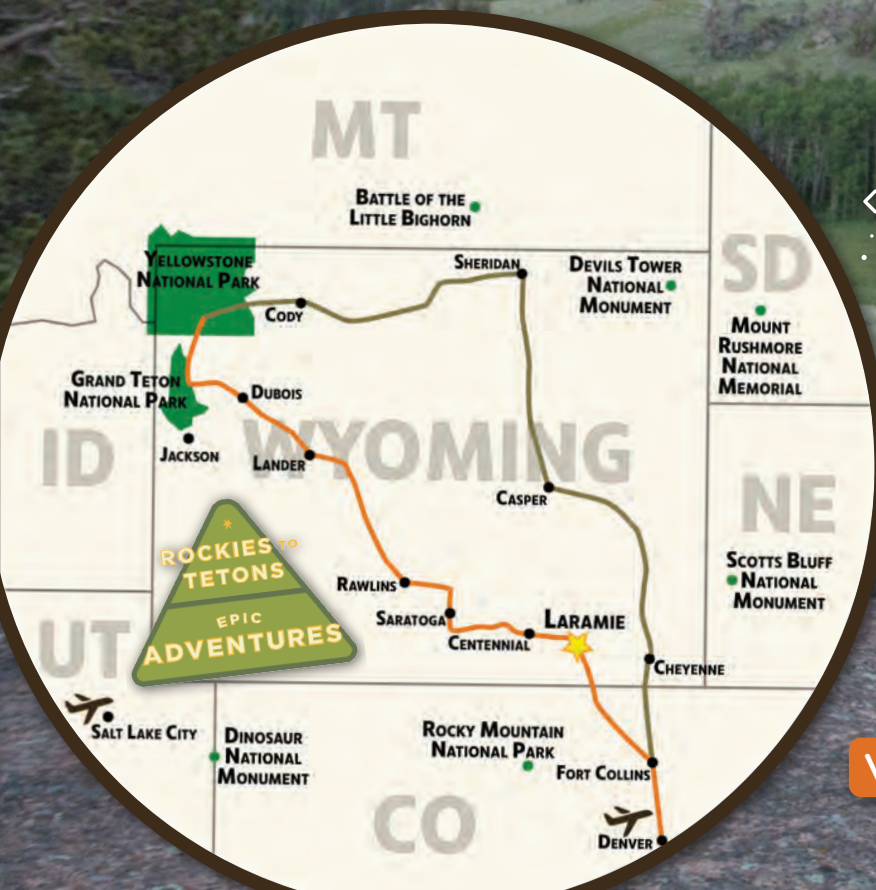 MT
BATTLE OF THE
LITTLE BIGHORN
YELLOWSTONE
NATIONAL PARK
SHERIDAN
DEVILS TOWER
NATIONAL
MONUMENT
SD
CODY
MOUNT
RUSHMORE
NATIONAL
MEMORIAL
GRAND TETON
NATIONAL PARK
DUBOIS
ID
JACKSON
WYOMING
LANDER
CASPER
NE
ROCKIES TO
TETONS
EPIC
ADVENTURES
RAWLINS
SCOTTS BLUFF
NATIONAL
MONUMENT
SARATOGA
LARAMIE
CENTENNIAL
UT
CHEYENNE
SALT LAKE CITY
DINOSAUR
NATIONAL
MONUMENT
ROCKY MOUNTAIN
NATIONAL PARK
FORT COLLINS
CO
DENVER